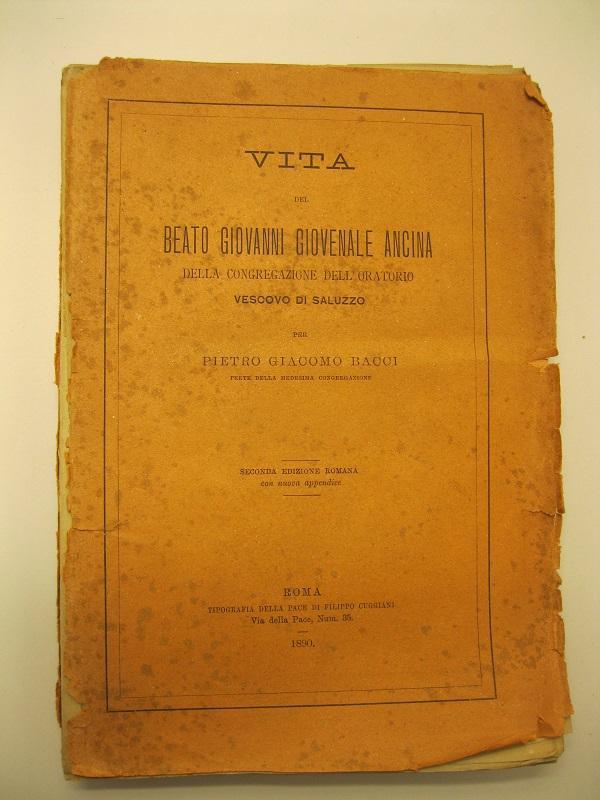 VITA
DEL
BEATO GIOVANNI GIOVENALE ANCINA
DELLA CONGREGAZIONE DELL'ORATORIO
VESCOVO DI SALUZZO
PER
PIETRO GIACOMO BACCI
PRETE DELLA MEDESIMA CONGREGAZIONE
SECONDA EDIZIONE ROMANA
con nuova appendice
ROMA
TIPOGRAFIA DELLA PACE DI FILIPPO CUGGIANI
Via della Pace, Num. 35.
1890.